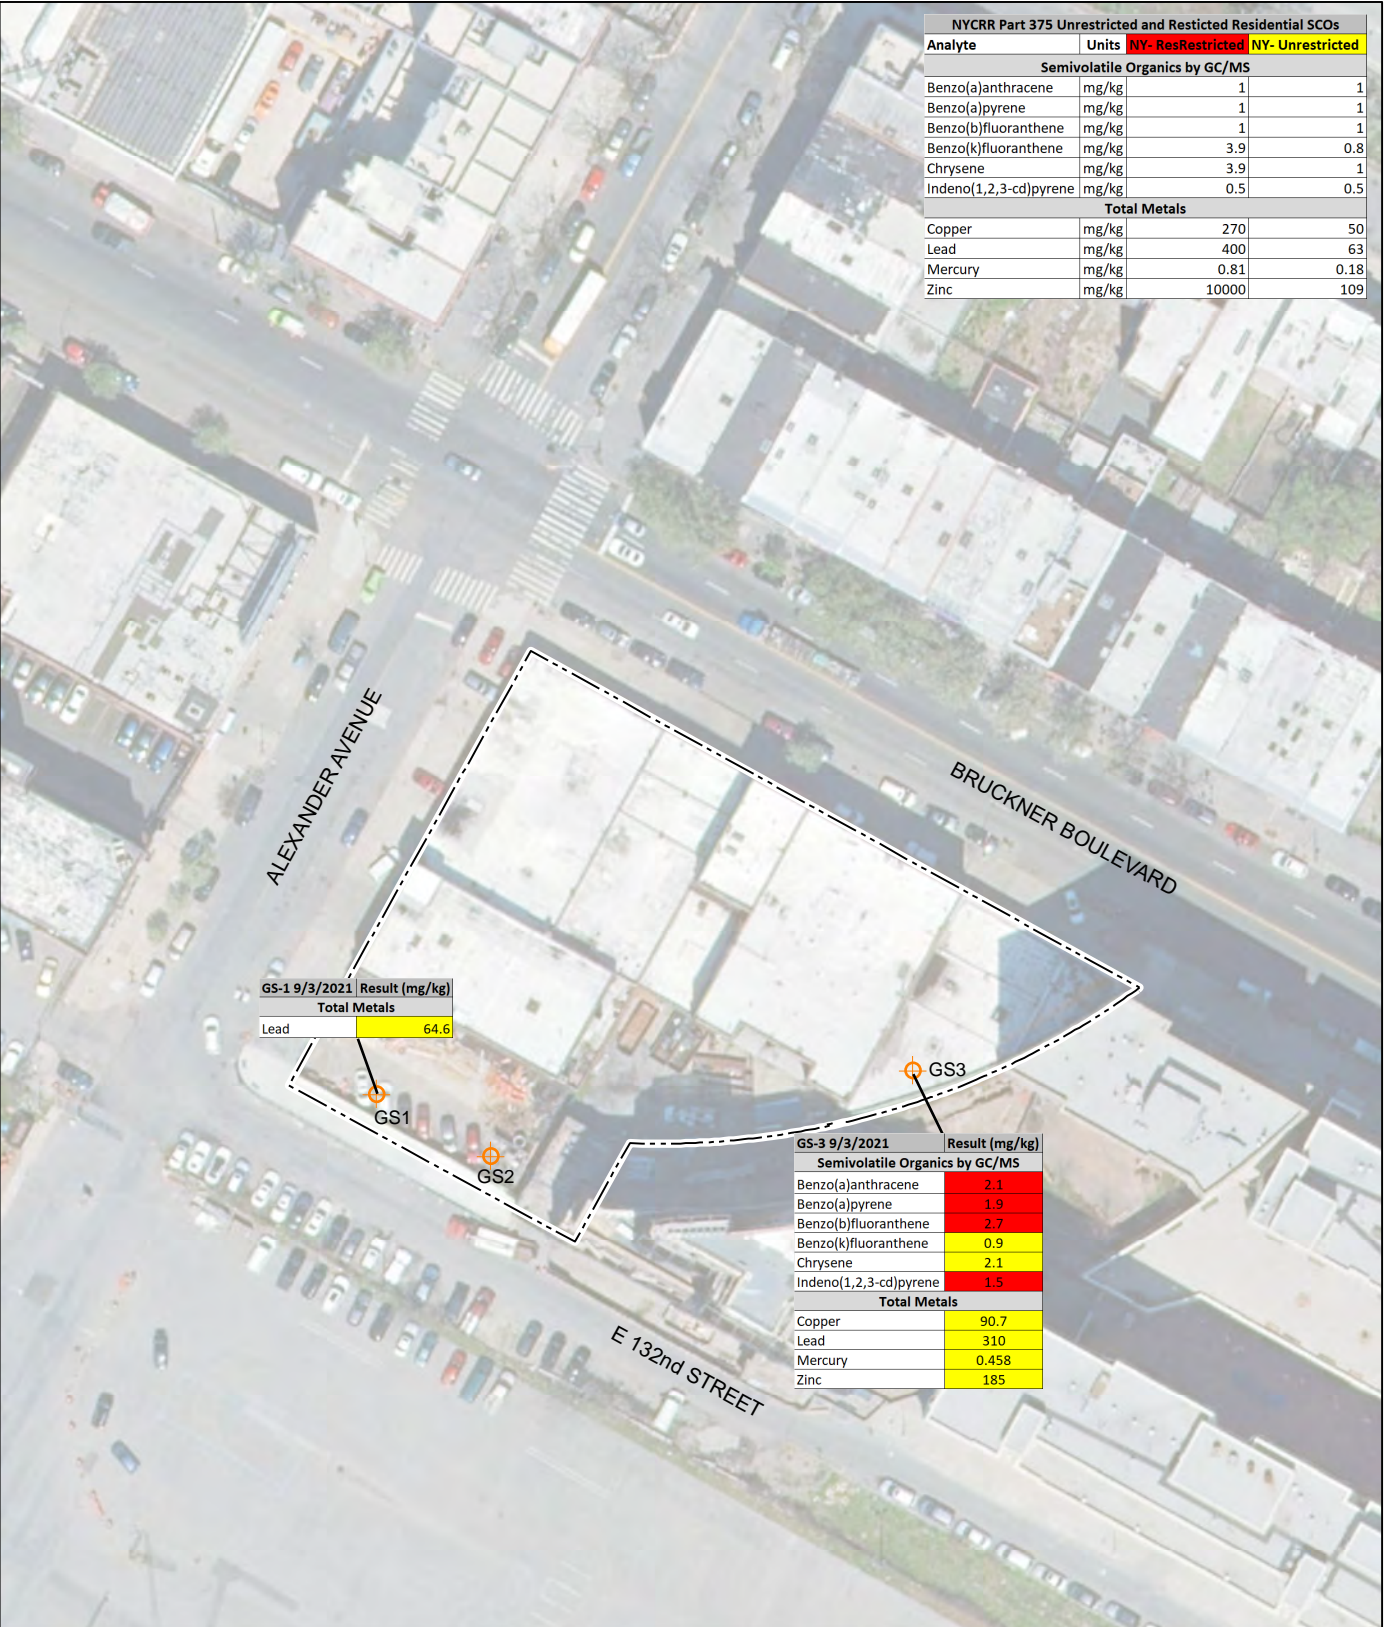 NYCRR Part 375 Unrestricted and Resticted Residential SCOs
Analyte Units NY- ResRestricted NY- Unrestricted
Semivolatile Organics by GC/MS
Benzo(a)anthracene mg/kg 1 1
Benzo(a)pyrene mg/kg 1 1
Benzo(b)fluoranthene mg/kg 1 1
Benzo(k)fluoranthene mg/kg 3.9 0.8
Chrysene mg/kg 3.9 1
Indeno(1,2,3-cd)pyrene mg/kg 0.5 0.5
Total Metals
Copper mg/kg 270 50
Lead mg/kg 400 63
Mercury mg/kg 0.81 0.18
Zinc mg/kg 10000 109
ALEXANDER AVENUE
BRUCKNER BOULEVARD
GS-1 9/3/2021 Result (mg/kg)
Total Metals
Lead 64.6
GS1
GS2
GS3
GS-3 9/3/2021 Result (mg/kg)
Semivolatile Organics by GC/MS
Benzo(a)anthracene 2.1
Benzo(a)pyrene 1.9
Benzo(b)fluoranthene 2.7
Benzo(k)fluoranthene 0.9
Chrysene 2.1
Indeno(1,2,3-cd)pyrene 1.5
Total Metals
Copper 90.7
Lead 310
Mercury 0.458
Zinc 185
E 132nd STREET